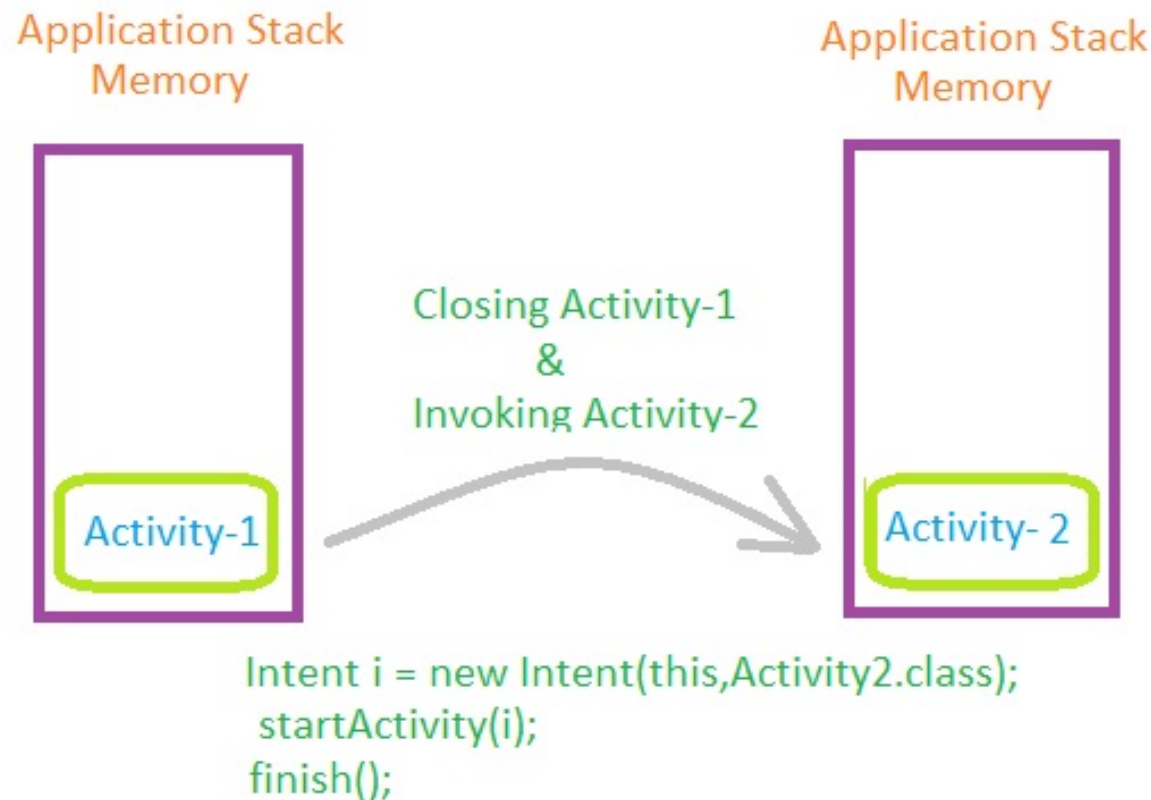 Application Stack
Memory
Application Stack
Memory
Closing Activity-1
&
Invoking Activity-2
Activity-1
Activity- 2
Intent i = new Intent(this,Activity2.class);
startActivity(i);
finish();